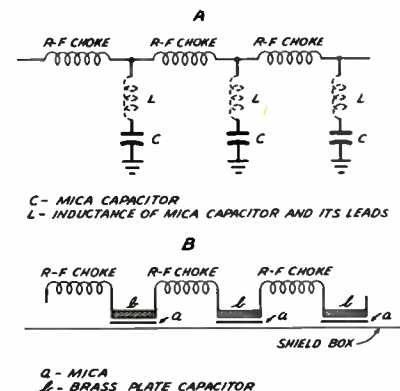 A
R-F CHOKE R-F CHOKE R-F CHOKE
L L L
C C C
C - MICA CAPACITOR
L - INDUCTANCE OF MICA CAPACITOR AND ITS LEADS
B
R-F CHOKE R-F CHOKE R-F CHOKE
b b b
a a a
SHIELD BOX
a - MICA
b - BRASS PLATE CAPACITOR